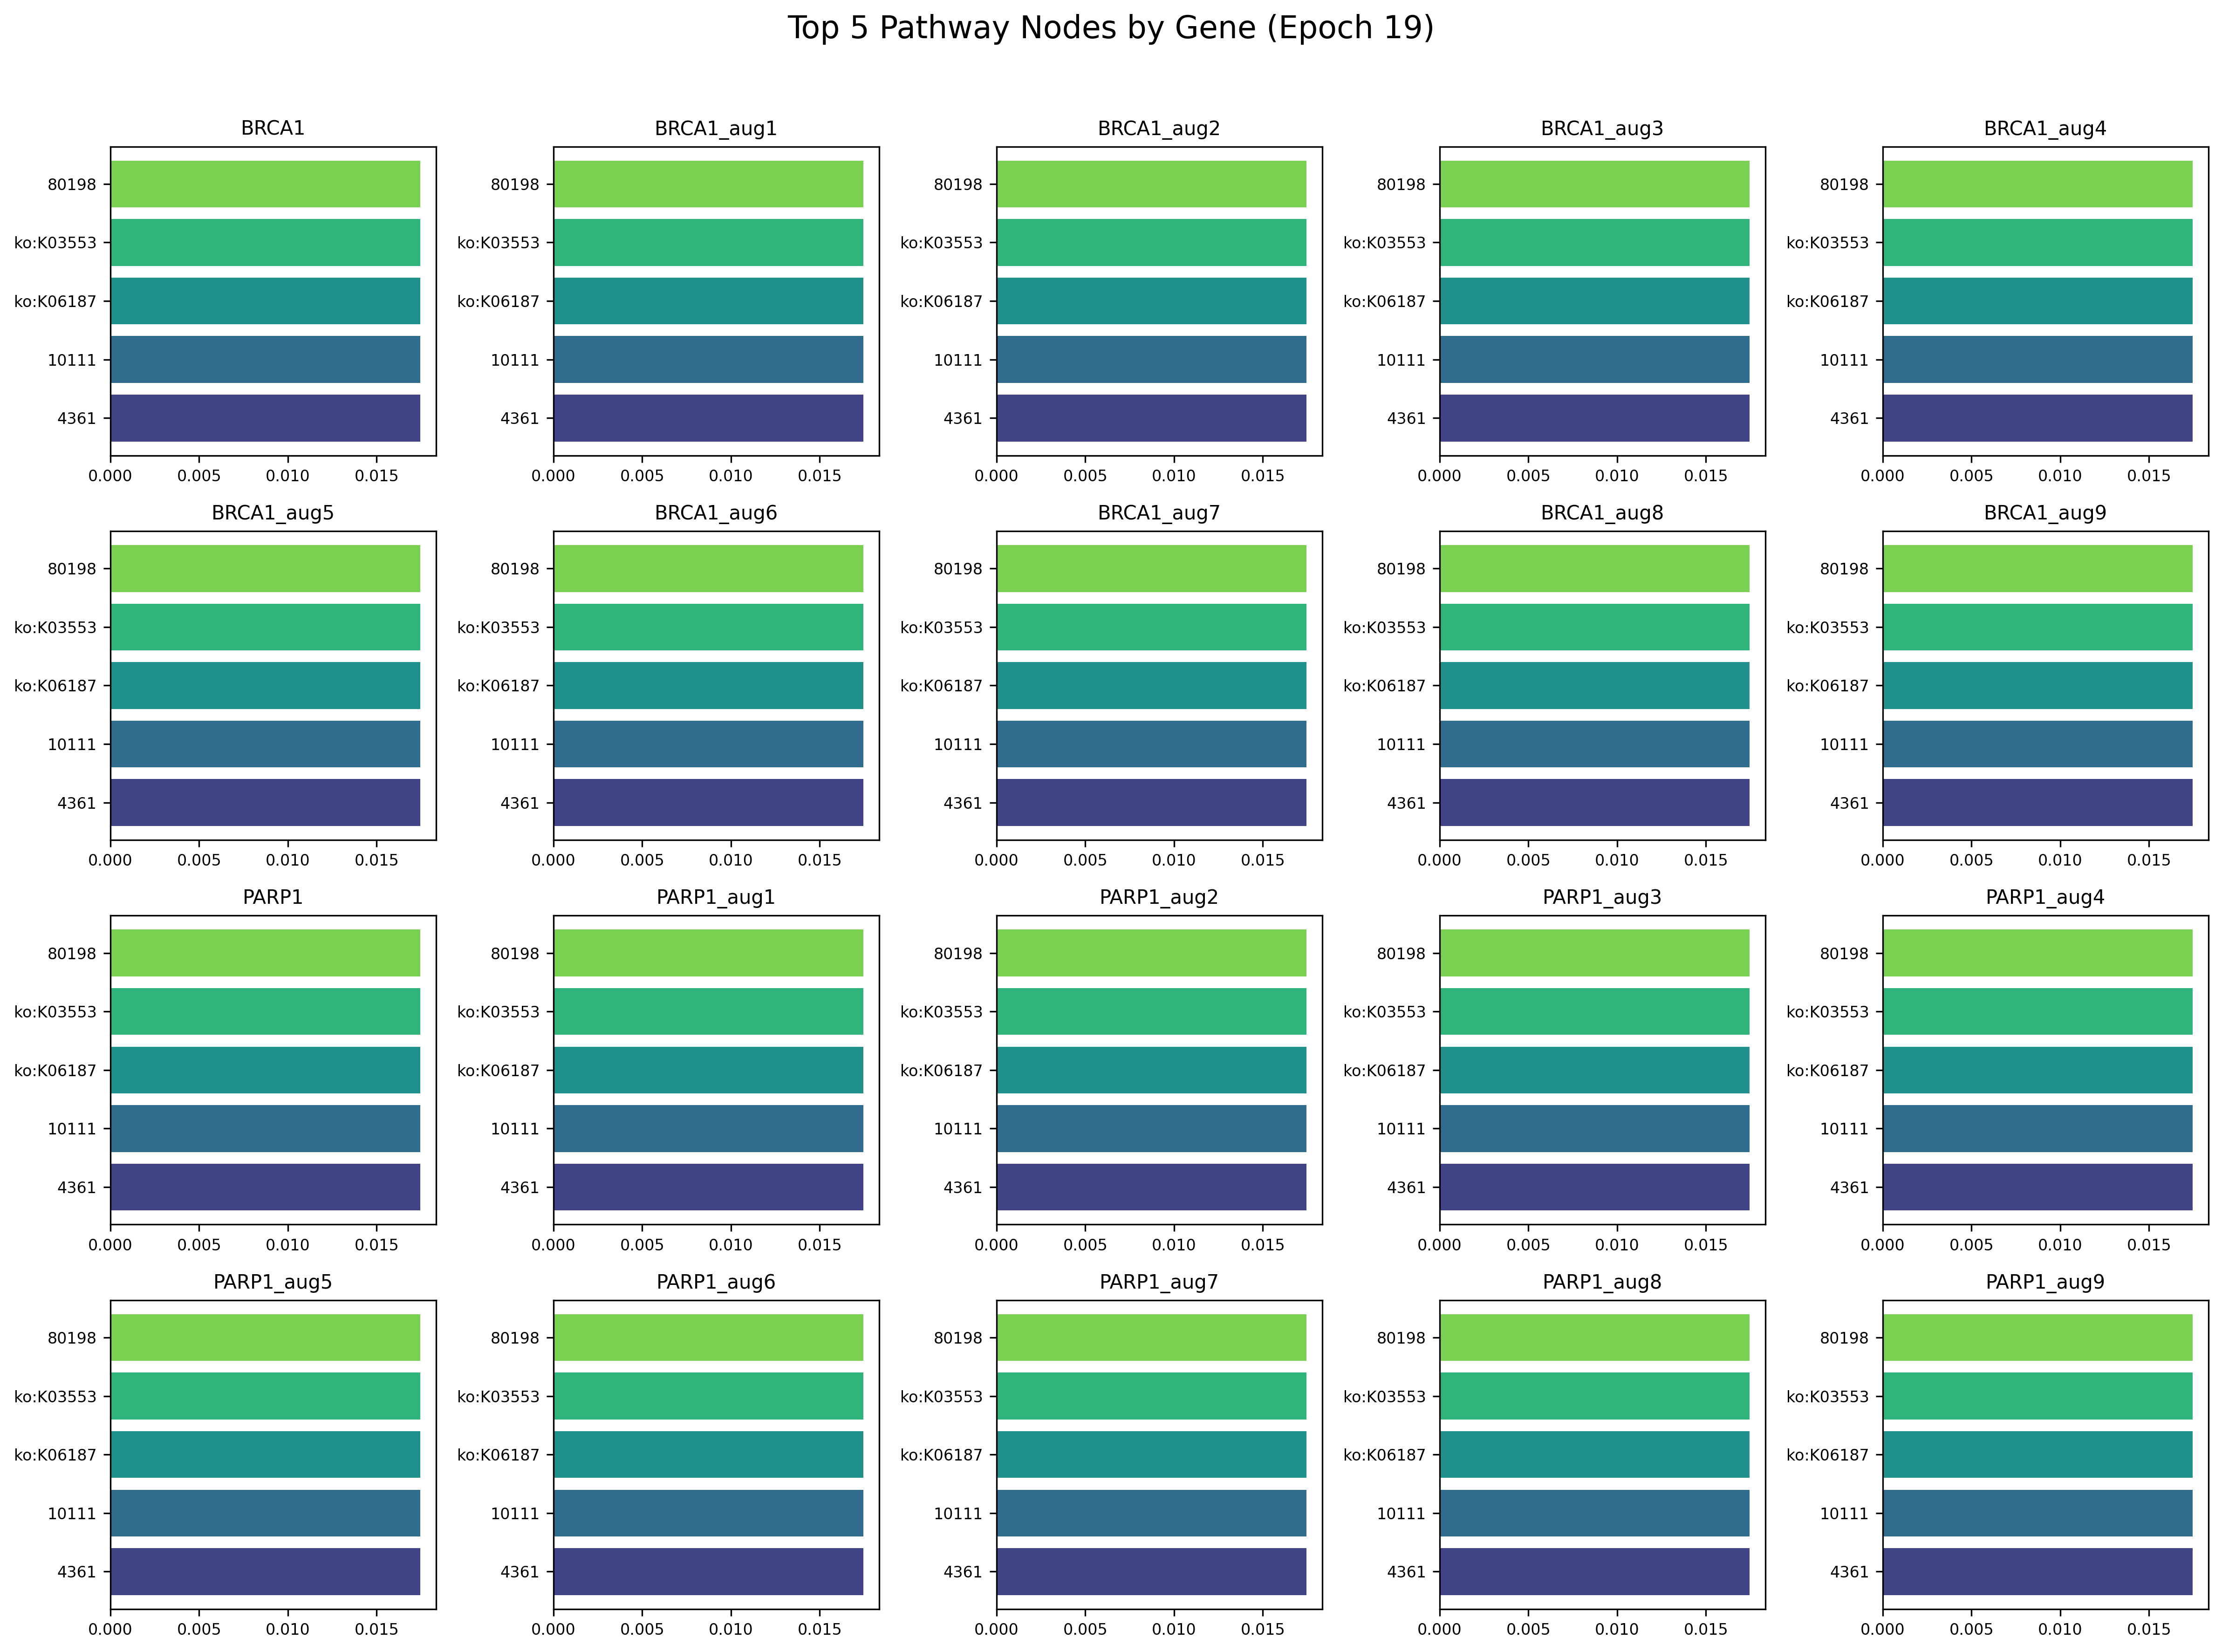 Top 5 Pathway Nodes by Gene (Epoch 19)
BRCA1
80198
ko:K03553
ko:K06187
10111
4361
0.000 0.005 0.010 0.015
BRCA1_aug1
80198
ko:K03553
ko:K06187
10111
4361
0.000 0.005 0.010 0.015
BRCA1_aug2
80198
ko:K03553
ko:K06187
10111
4361
0.000 0.005 0.010 0.015
BRCA1_aug3
80198
ko:K03553
ko:K06187
10111
4361
0.000 0.005 0.010 0.015
BRCA1_aug4
80198
ko:K03553
ko:K06187
10111
4361
0.000 0.005 0.010 0.015
BRCA1_aug5
80198
ko:K03553
ko:K06187
10111
4361
0.000 0.005 0.010 0.015
BRCA1_aug6
80198
ko:K03553
ko:K06187
10111
4361
0.000 0.005 0.010 0.015
BRCA1_aug7
80198
ko:K03553
ko:K06187
10111
4361
0.000 0.005 0.010 0.015
BRCA1_aug8
80198
ko:K03553
ko:K06187
10111
4361
0.000 0.005 0.010 0.015
BRCA1_aug9
80198
ko:K03553
ko:K06187
10111
4361
0.000 0.005 0.010 0.015
PARP1
80198
ko:K03553
ko:K06187
10111
4361
0.000 0.005 0.010 0.015
PARP1_aug1
80198
ko:K03553
ko:K06187
10111
4361
0.000 0.005 0.010 0.015
PARP1_aug2
80198
ko:K03553
ko:K06187
10111
4361
0.000 0.005 0.010 0.015
PARP1_aug3
80198
ko:K03553
ko:K06187
10111
4361
0.000 0.005 0.010 0.015
PARP1_aug4
80198
ko:K03553
ko:K06187
10111
4361
0.000 0.005 0.010 0.015
PARP1_aug5
80198
ko:K03553
ko:K06187
10111
4361
0.000 0.005 0.010 0.015
PARP1_aug6
80198
ko:K03553
ko:K06187
10111
4361
0.000 0.005 0.010 0.015
PARP1_aug7
80198
ko:K03553
ko:K06187
10111
4361
0.000 0.005 0.010 0.015
PARP1_aug8
80198
ko:K03553
ko:K06187
10111
4361
0.000 0.005 0.010 0.015
PARP1_aug9
80198
ko:K03553
ko:K06187
10111
4361
0.000 0.005 0.010 0.015